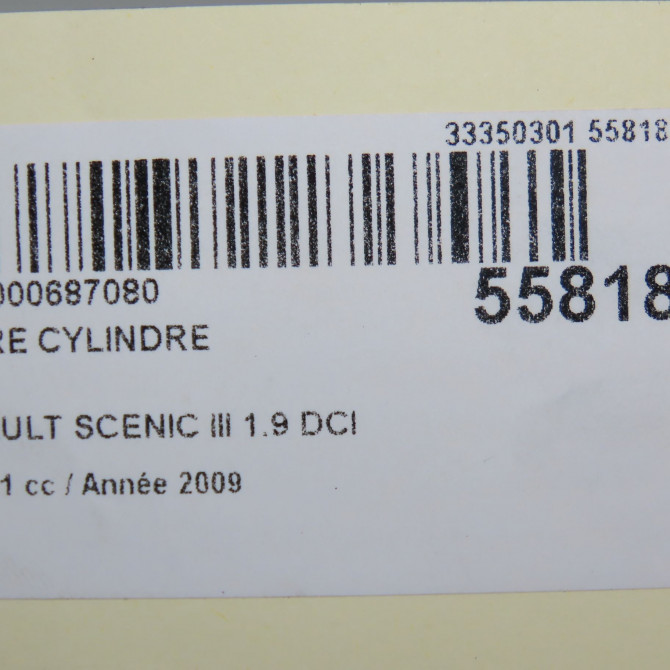 33350301 55818
000687080
55818
RE CYLINDRE
ULT SCENIC III 1.9 DCI
1 cc / Année 2009